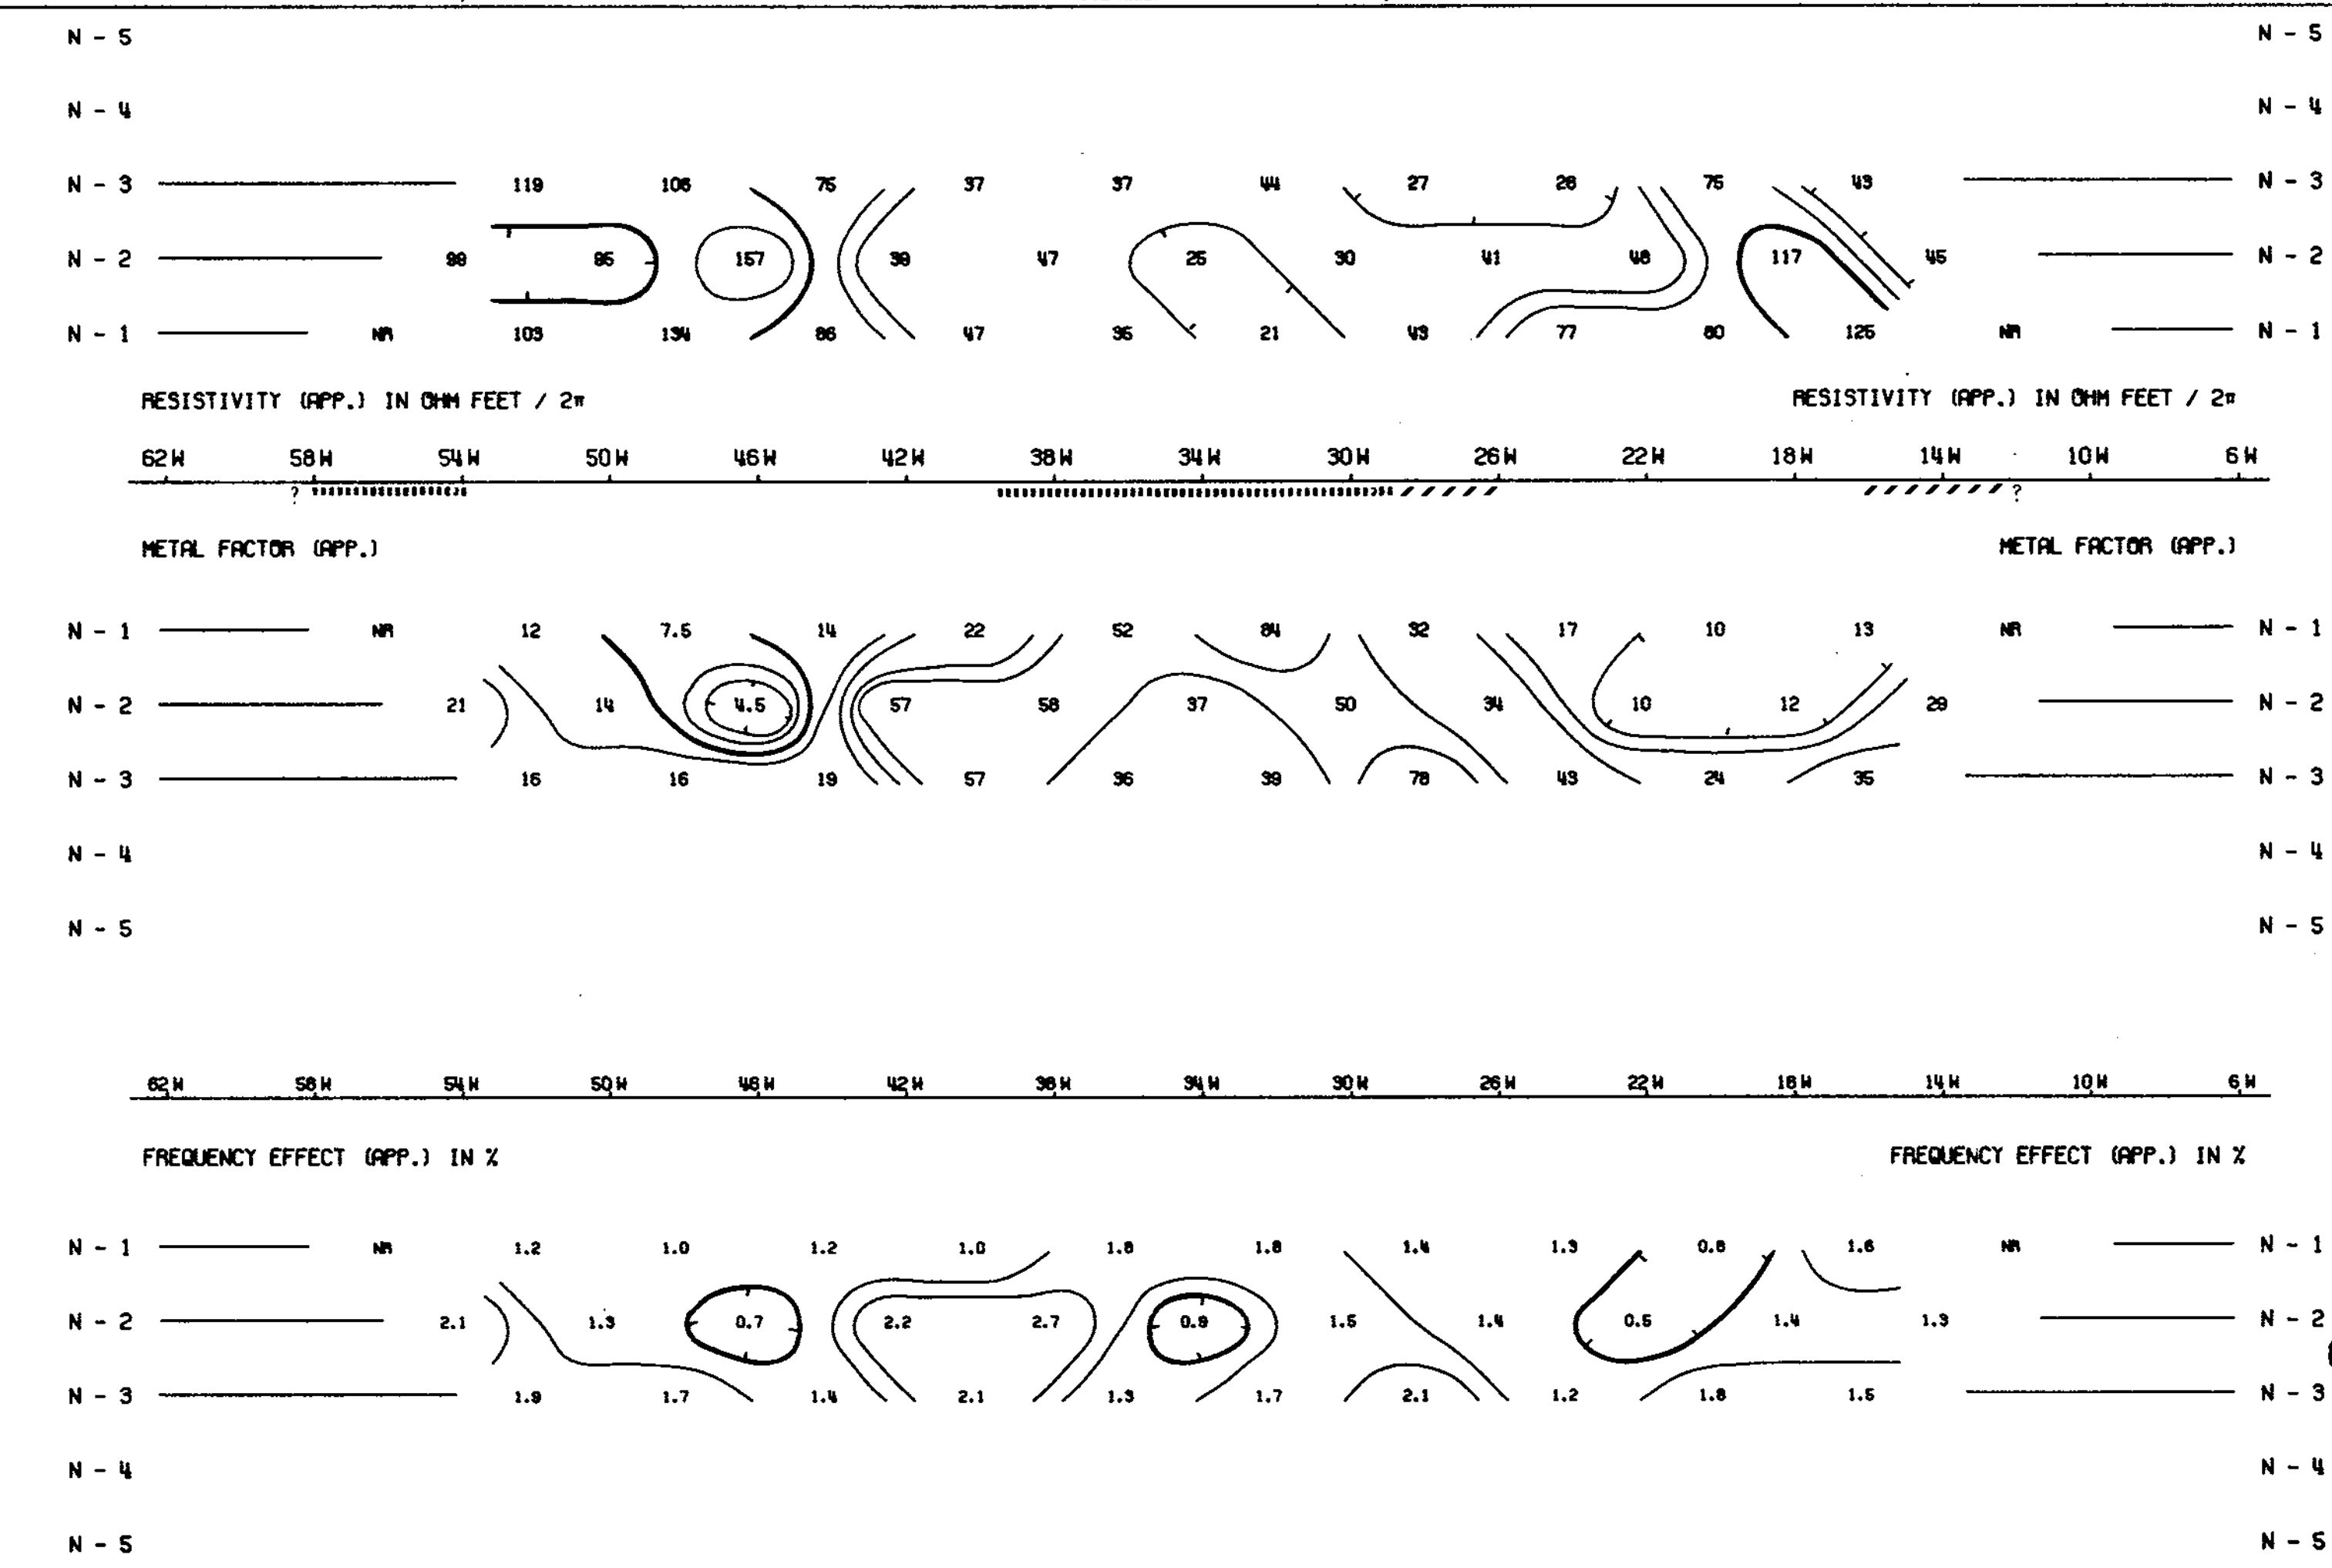 N - 5 N - 5
N - 4 N - 4
N - 3 119 106 75 37 37 44 27 28 75 43 N - 3
N - 2 99 95 157 39 47 25 30 41 48 117 45 N - 2
N - 1 NR 103 134 86 47 36 21 43 77 80 125 NR N - 1
RESISTIVITY (APP.) IN OHM FEET / 2π RESISTIVITY (APP.) IN OHM FEET / 2π
62W 58W 54W 50W 46W 42W 38W 34W 30W 26W 22W 18W 14W 10W 6W
? ?
METAL FACTOR (APP.) METAL FACTOR (APP.)
N - 1 NR 12 7.5 14 22 52 84 32 17 10 13 NR N - 1
N - 2 21 14 4.5 57 58 37 50 34 10 12 29 N - 2
N - 3 16 16 19 57 36 39 78 43 24 35 N - 3
N - 4 N - 4
N - 5 N - 5
62W 58W 54W 50W 46W 42W 38W 34W 30W 26W 22W 18W 14W 10W 6W
FREQUENCY EFFECT (APP.) IN % FREQUENCY EFFECT (APP.) IN %
N - 1 NR 1.2 1.0 1.2 1.0 1.8 1.8 1.4 1.3 0.8 1.6 NR N - 1
N - 2 2.1 1.3 0.7 2.2 2.7 0.9 1.5 1.4 0.5 1.4 1.3 N - 2
N - 3 1.9 1.7 1.4 2.1 1.3 1.7 2.1 1.2 1.8 1.5 N - 3
N - 4 N - 4
N - 5 N - 5